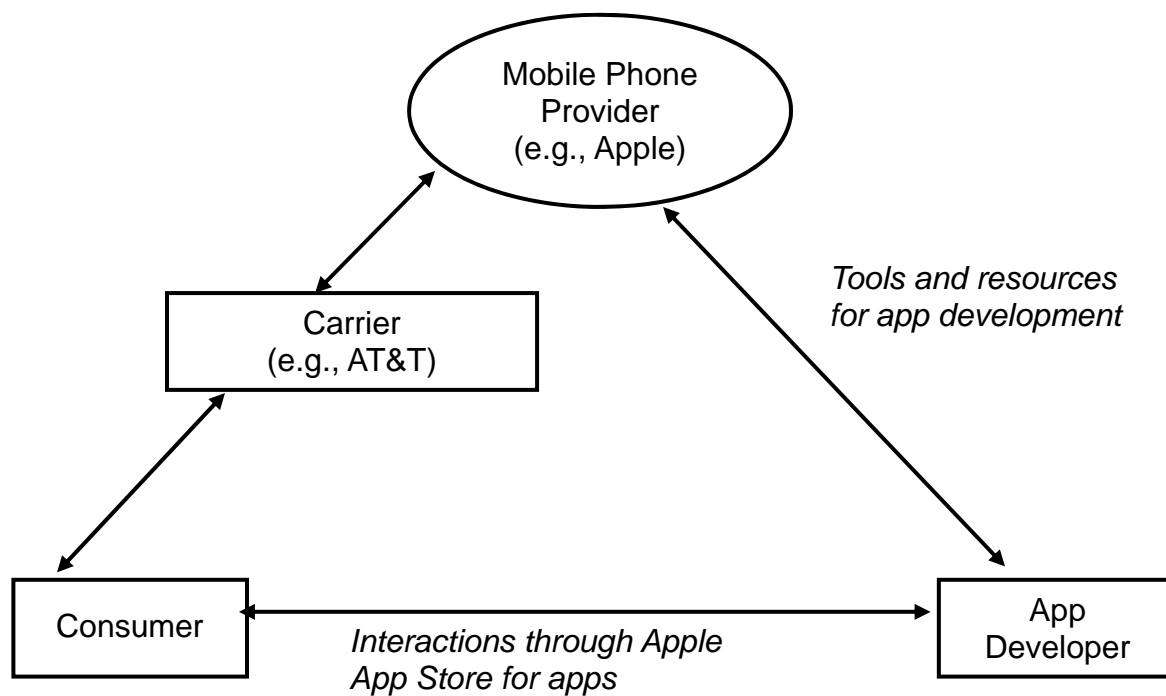 Mobile Phone
Provider
(e.g., Apple)
Tools and resources
for app development
Carrier
(e.g., AT&T)
Consumer
Interactions through Apple
App Store for apps
App
Developer